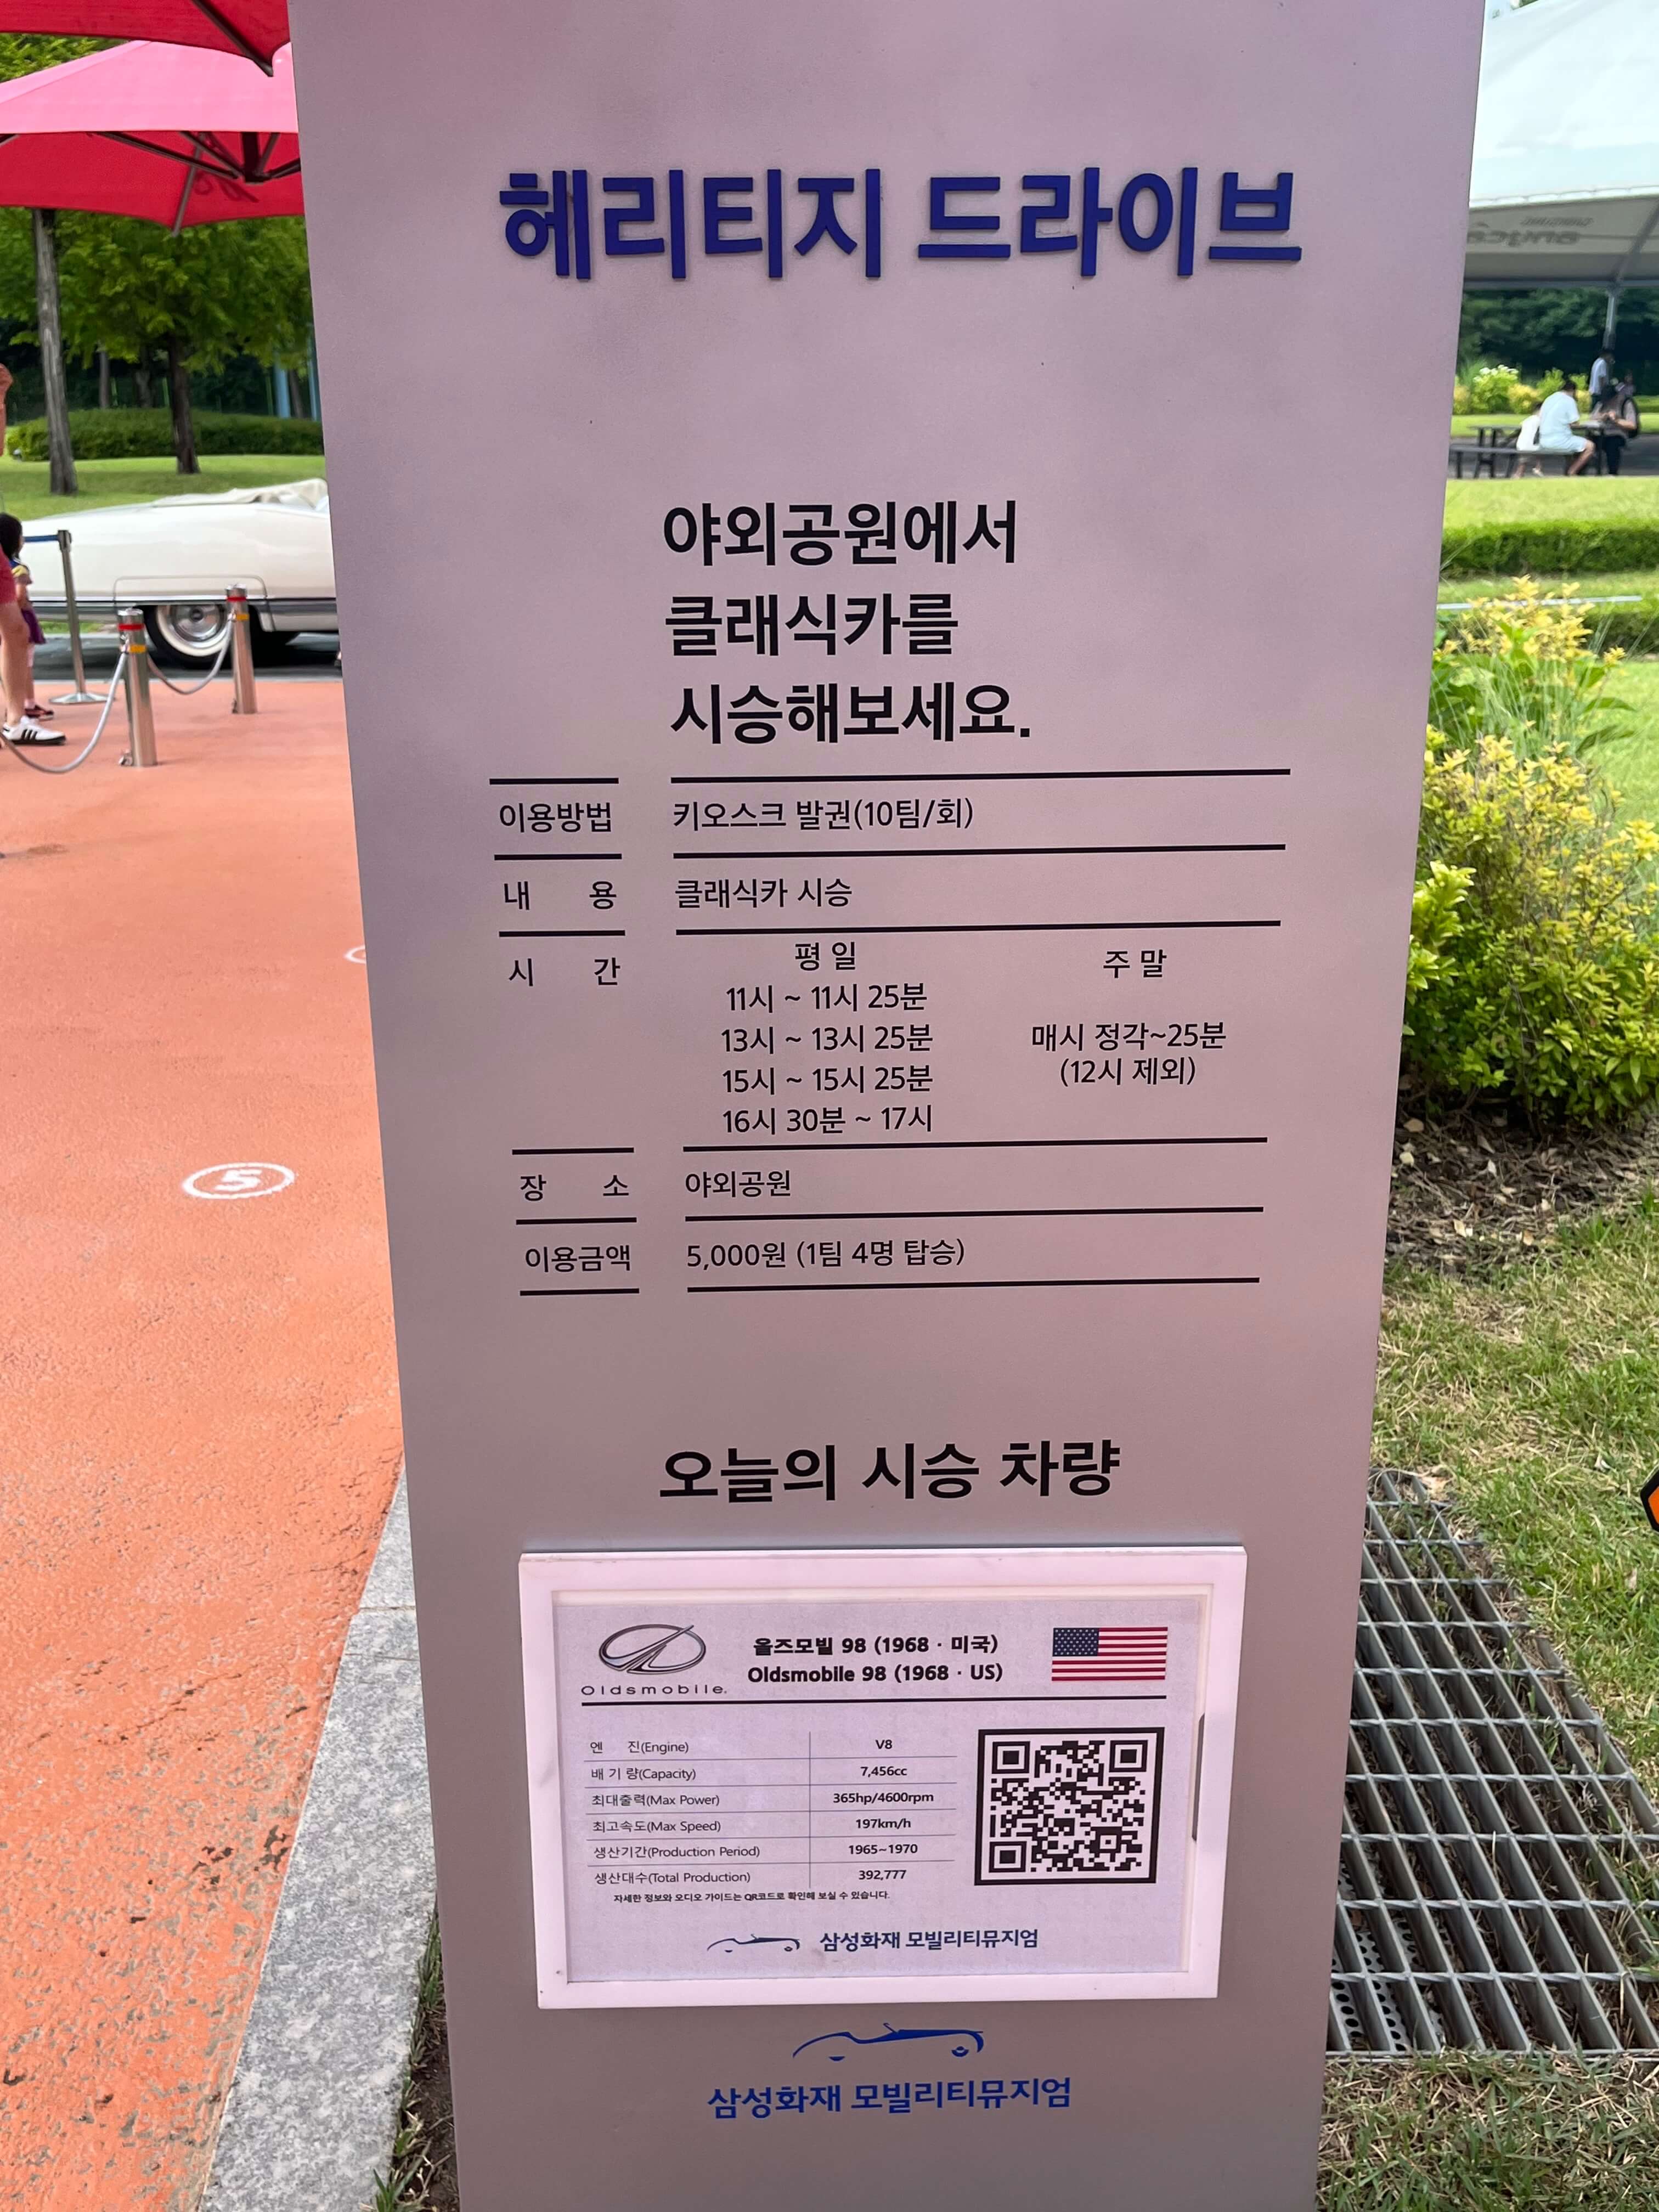 헤리티지 드라이브
야외공원에서
클래식카를
시승해보세요.
이용방법 키오스크 발권(10팀/회)
내 용 클래식카 시승
시 간 평 일 주 말
11시 ~ 11시 25분
13시 ~ 13시 25분 매시 정각~25분
15시 ~ 15시 25분 (12시 제외)
16시 30분 ~ 17시
장 소 야외공원
이용금액 5,000원 (1팀 4명 탑승)
오늘의 시승 차량
올즈모빌 98 (1968 · 미국)
Oldsmobile. Oldsmobile 98 (1968 · US)
엔 진(Engine) V8
배 기 량(Capacity) 7,456cc
최대출력(Max Power) 365hp/4600rpm
최고속도(Max Speed) 197km/h
생산기간(Production Period) 1965~1970
생산대수(Total Production) 392,777
자세한 정보와 오디오 가이드는 QR코드로 확인해 보실 수 있습니다.
삼성화재 모빌리티뮤지엄
삼성화재 모빌리티뮤지엄
5